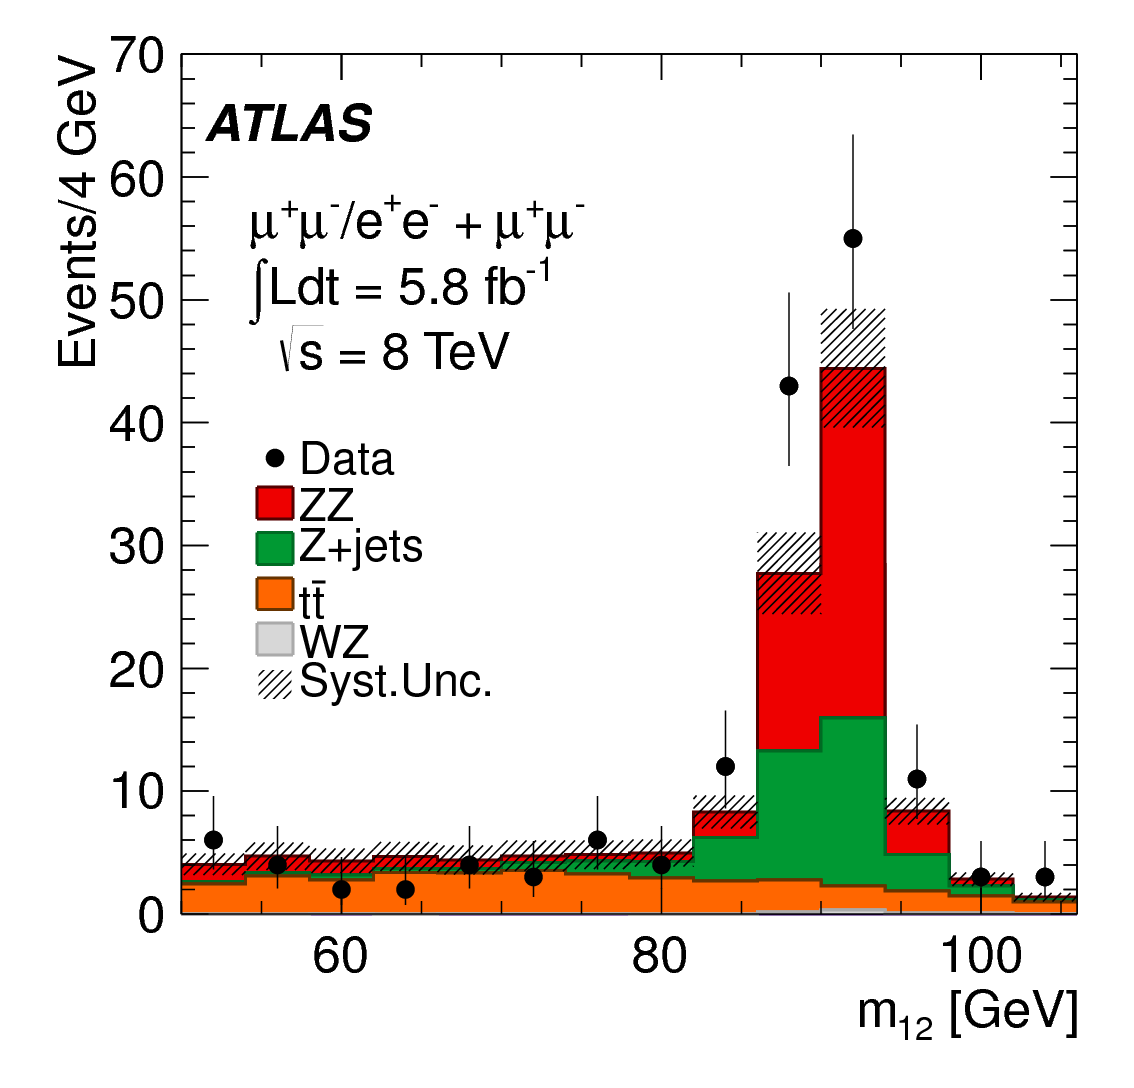 Events/4 GeV
70
60
50
40
30
20
10
0
ATLAS
μ⁺μ⁻/e⁺e⁻ + μ⁺μ⁻
∫Ldt = 5.8 fb⁻¹
√s = 8 TeV
Data
ZZ
Z+jets
tt̄
WZ
Syst.Unc.
60 80 100
m₁₂ [GeV]